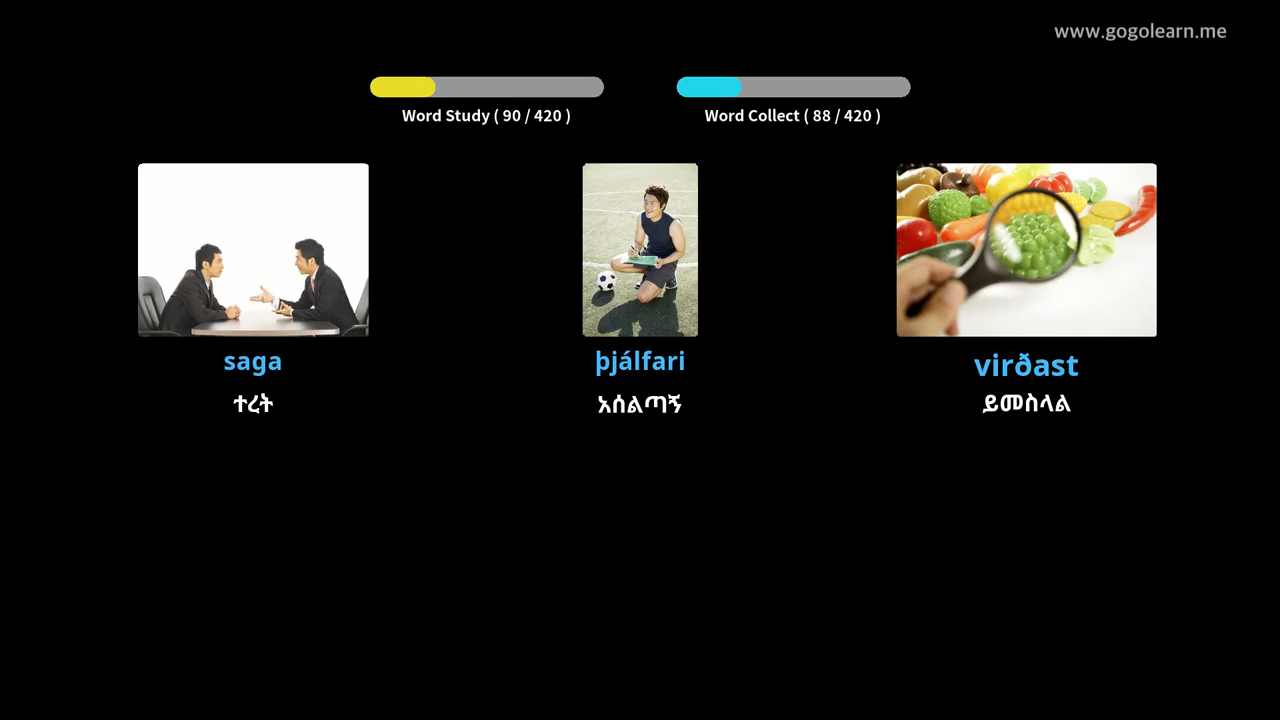 www.gogolearn.me
Word Study ( 90 / 420 )
Word Collect ( 88 / 420 )
saga
þjálfari
virðast
ተረት
አሰልጣኝ
ይመስላል